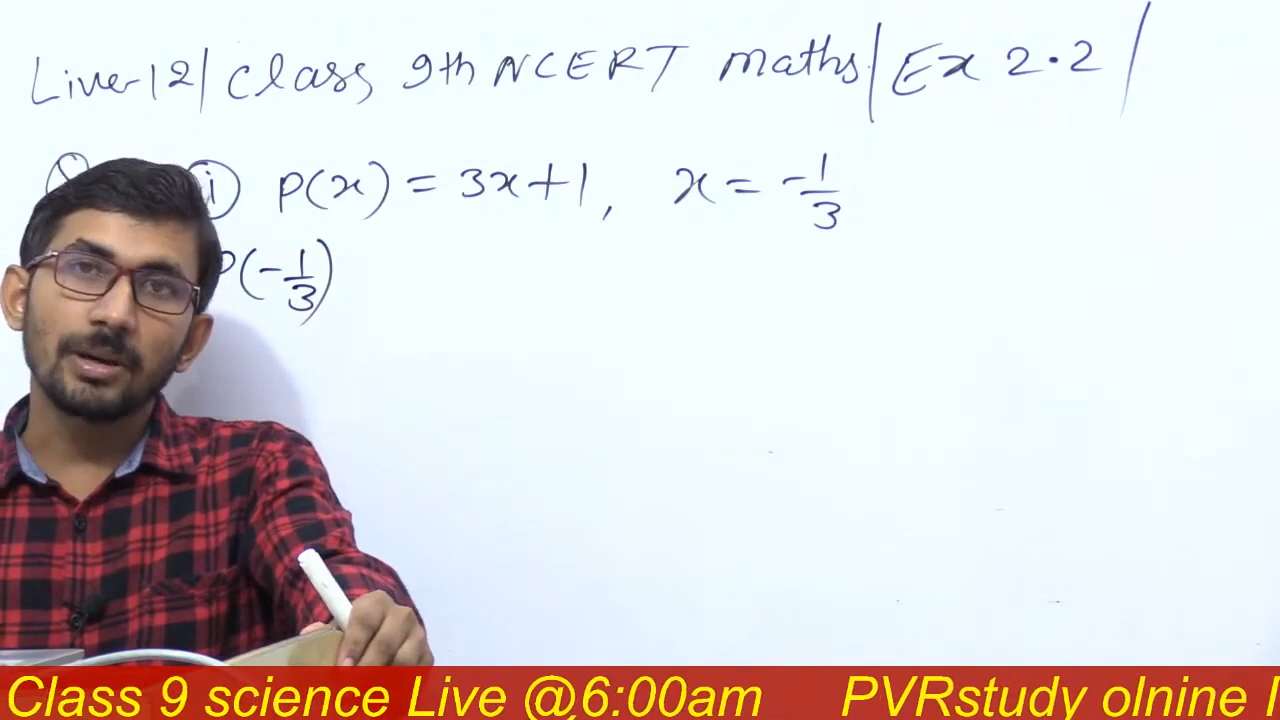 Live-12/ Class 9th NCERT maths/ Ex 2.2/
(i) P(x) = 3x+1, x = -1/3
P(-1/3)
Class 9 science Live @6:00am PVRstudy olnine